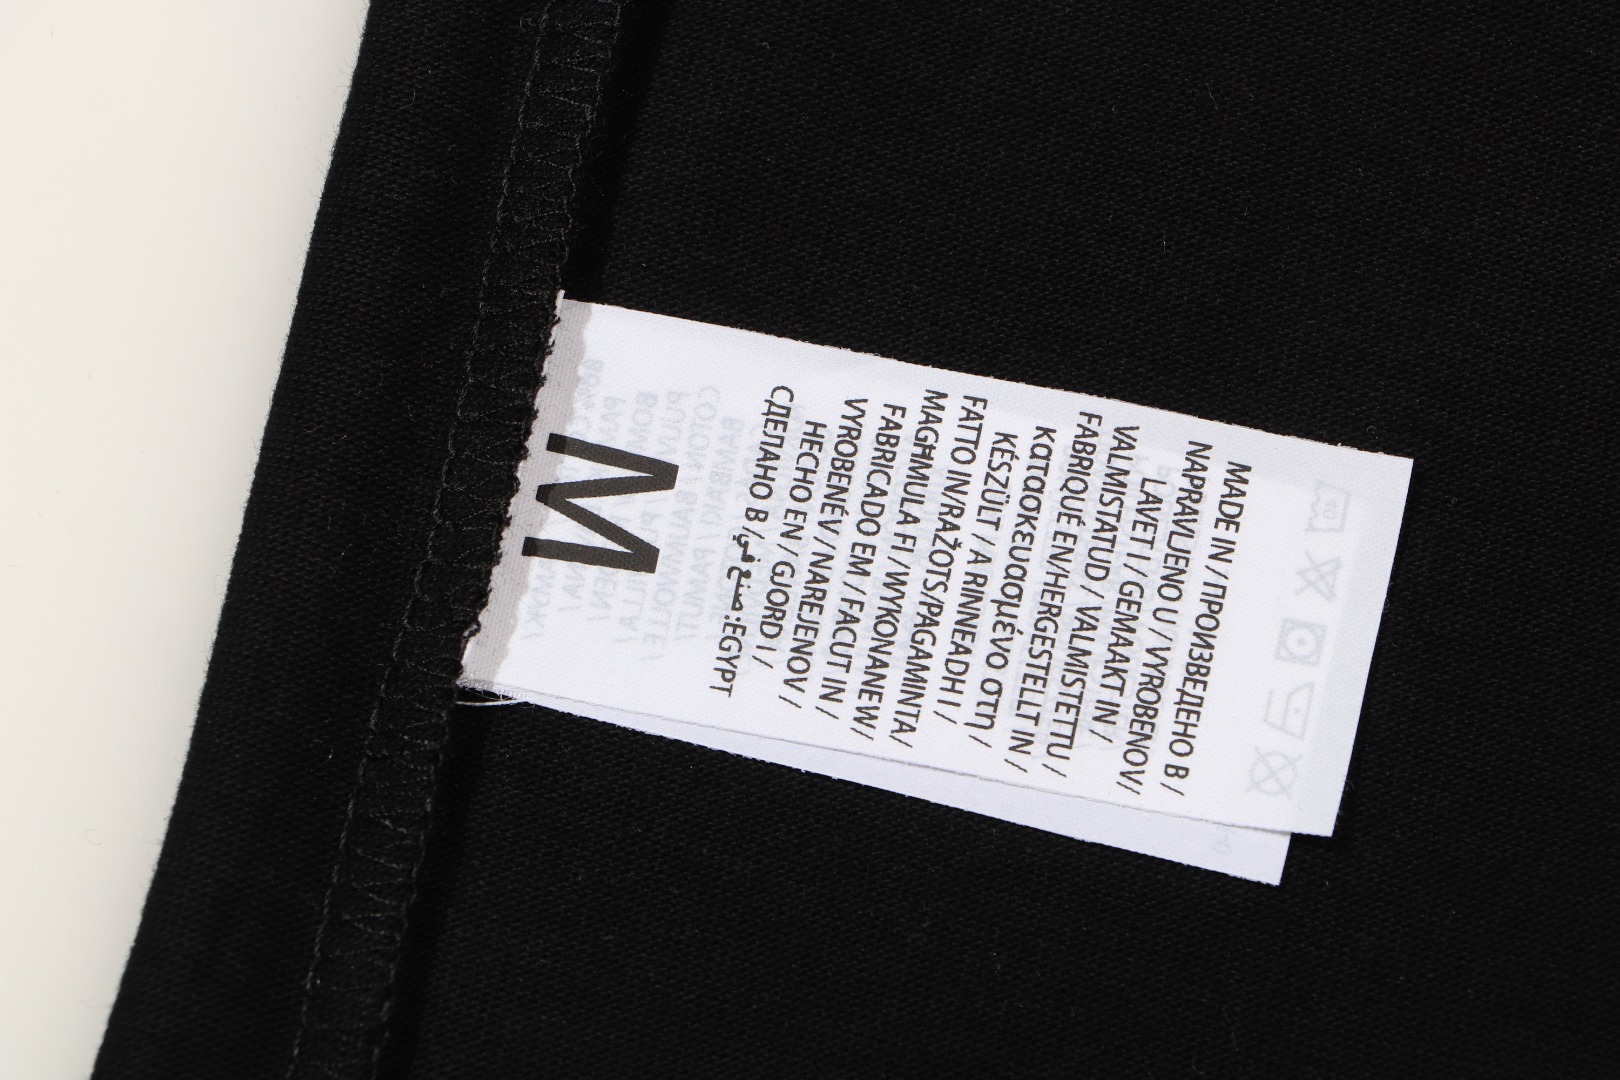 MADE IN / ПРОИЗВЕДЕНО В /
NAPRAVLJENO U / VYROBENOV/
LAVET I / GEMAAKT IN /
VALMISTATUD / VALMISTETTU /
FABRIQUÉ EN/HERGESTELLT IN /
κατασκευασμένο στη /
KÉSZÜLT / A RINNEADH I /
FATTO IN/RAŽOTS/PAGAMINTA/
MAGĦMULA FI / WYKONANEW/
FABRICADO EM / FACUT IN /
VYROBENÉV / NAREJENOV /
HECHO EN / GJORD I /
СДЕЛАНО В /صنع في: EGYPT
M